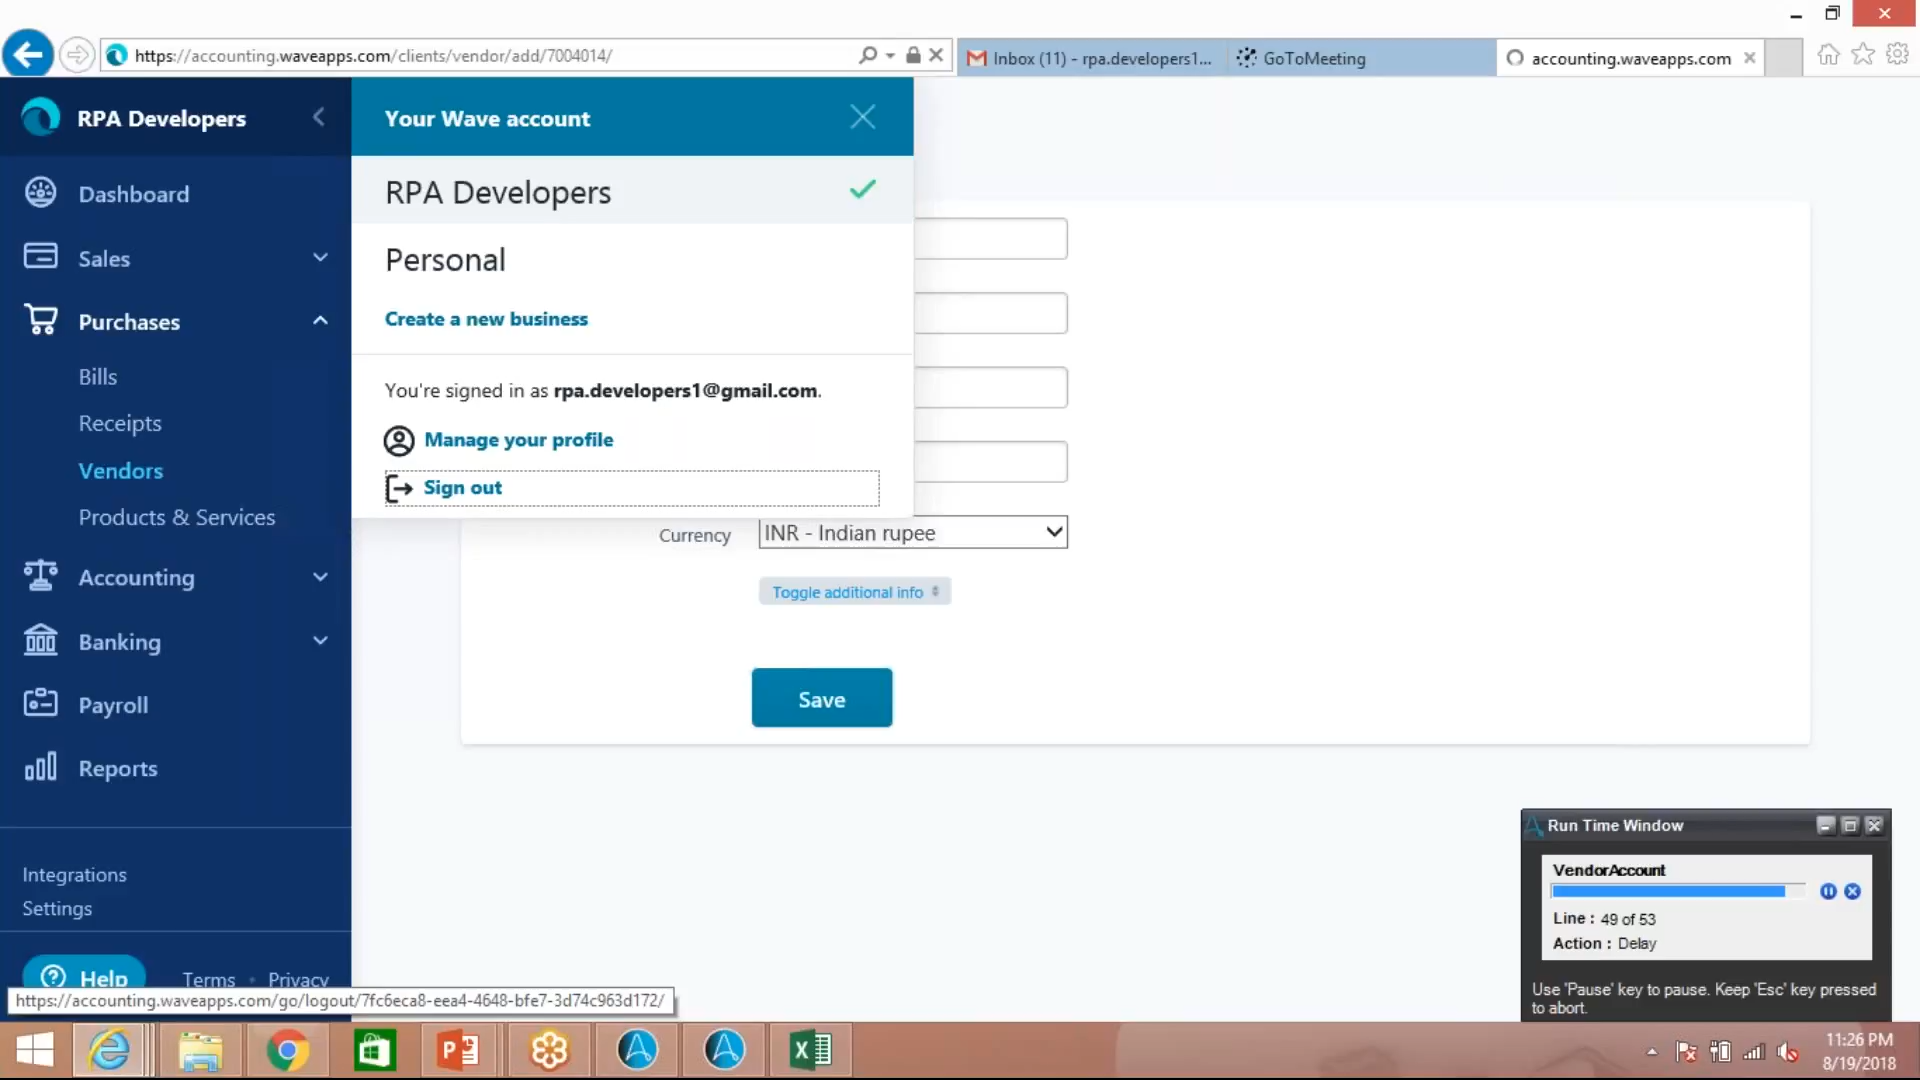 https://accounting.waveapps.com/clients/vendor/add/7004014/
Inbox (11) - rpa.developers1...
GoToMeeting
accounting.waveapps.com
RPA Developers
Dashboard
Sales
Purchases
Bills
Receipts
Vendors
Products & Services
Accounting
Banking
Payroll
Reports
Integrations
Settings
Help
Terms
Privacy
https://accounting.waveapps.com/go/logout/7fc6eca8-eea4-4648-bfe7-3d74c963d172/
Your Wave account
RPA Developers
Personal
Create a new business
You're signed in as rpa.developers1@gmail.com.
Manage your profile
Sign out
Currency
INR - Indian rupee
Toggle additional info
Save
Run Time Window
VendorAccount
Line : 49 of 53
Action : Delay
Use 'Pause' key to pause. Keep 'Esc' key pressed
to abort.
11:26 PM
8/19/2018